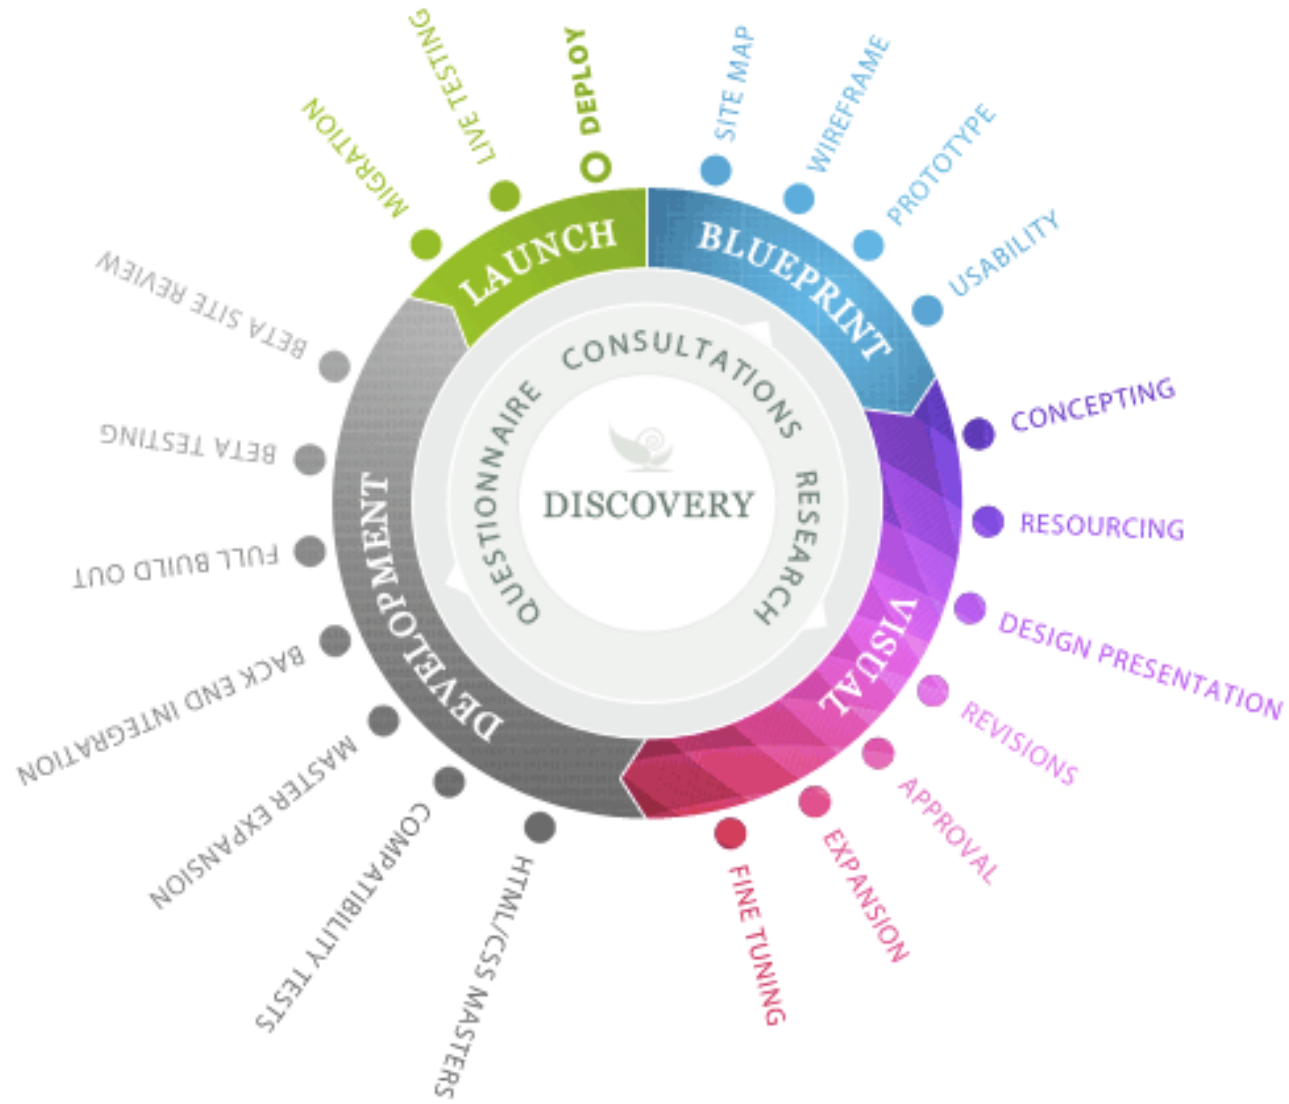 DISCOVERY
QUESTIONNAIRE
CONSULTATIONS
RESEARCH
BLUEPRINT
SITE MAP
WIREFRAME
PROTOTYPE
USABILITY
VISUAL
CONCEPTING
RESOURCING
DESIGN PRESENTATION
REVISIONS
APPROVAL
EXPANSION
FINE TUNING
DEVELOPMENT
HTML/CSS MASTERS
COMPATIBILITY TESTS
MASTER EXPANSION
BACK END INTEGRATION
FULL BUILD OUT
BETA TESTING
BETA SITE REVIEW
LAUNCH
MIGRATION
LIVE TESTING
DEPLOY